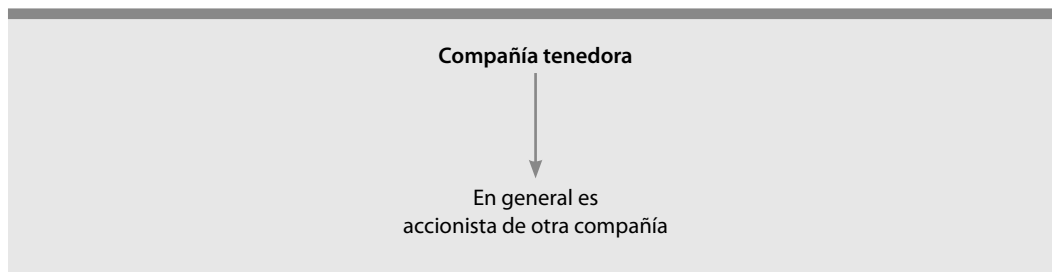 Compañía tenedora
En general es
accionista de otra compañía